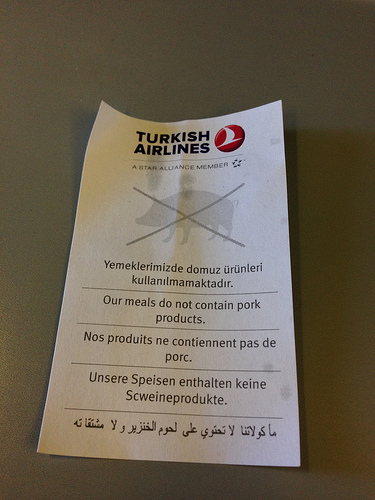 TURKISH
AIRLINES
A STAR ALLIANCE MEMBER
Yemeklerimizde domuz ürünleri
kullanılmamaktadır.
Our meals do not contain pork
products.
Nos produits ne contiennent pas de
porc.
Unsere Speisen enthalten keine
Scweineprodukte.
مأكولاتنا لا تحتوي على لحوم الخنزير و لا مشتقاته